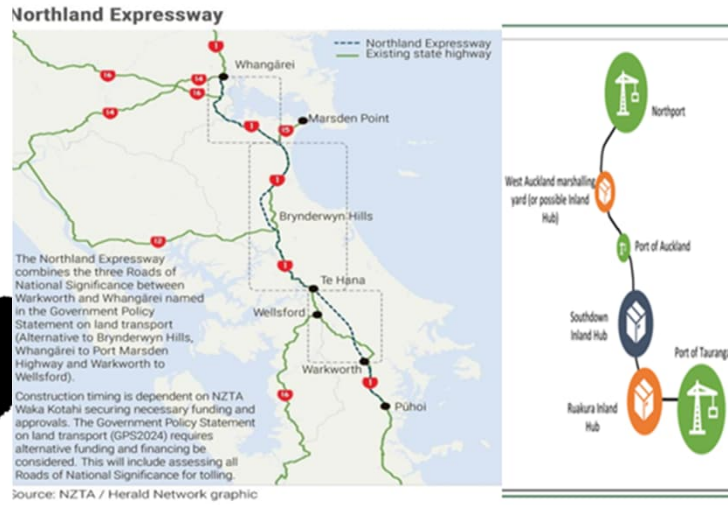 Northland Expressway
Northland Expressway
Existing state highway
1
Whangārei
16
14
16
14
1
15
Marsden Point
1
Brynderwyn Hills
12
1
Te Hana
Wellsford
Warkworth
1
16
Pūhoi
The Northland Expressway
combines the three Roads of
National Significance between
Warkworth and Whangārei named
in the Government Policy
Statement on land transport
(Alternative to Brynderwyn Hills,
Whangārei to Port Marsden
Highway and Warkworth to
Wellsford).
Construction timing is dependent on NZTA
Waka Kotahi securing necessary funding and
approvals. The Government Policy Statement
on land transport (GPS2024) requires
alternative funding and financing be
considered. This will include assessing all
Roads of National Significance for tolling.
Source: NZTA / Herald Network graphic
Northport
West Auckland marshalling
yard (or possible Inland
Hub)
Port of Auckland
Southdown
Inland Hub
Port of Tauranga
Ruakura Inland
Hub